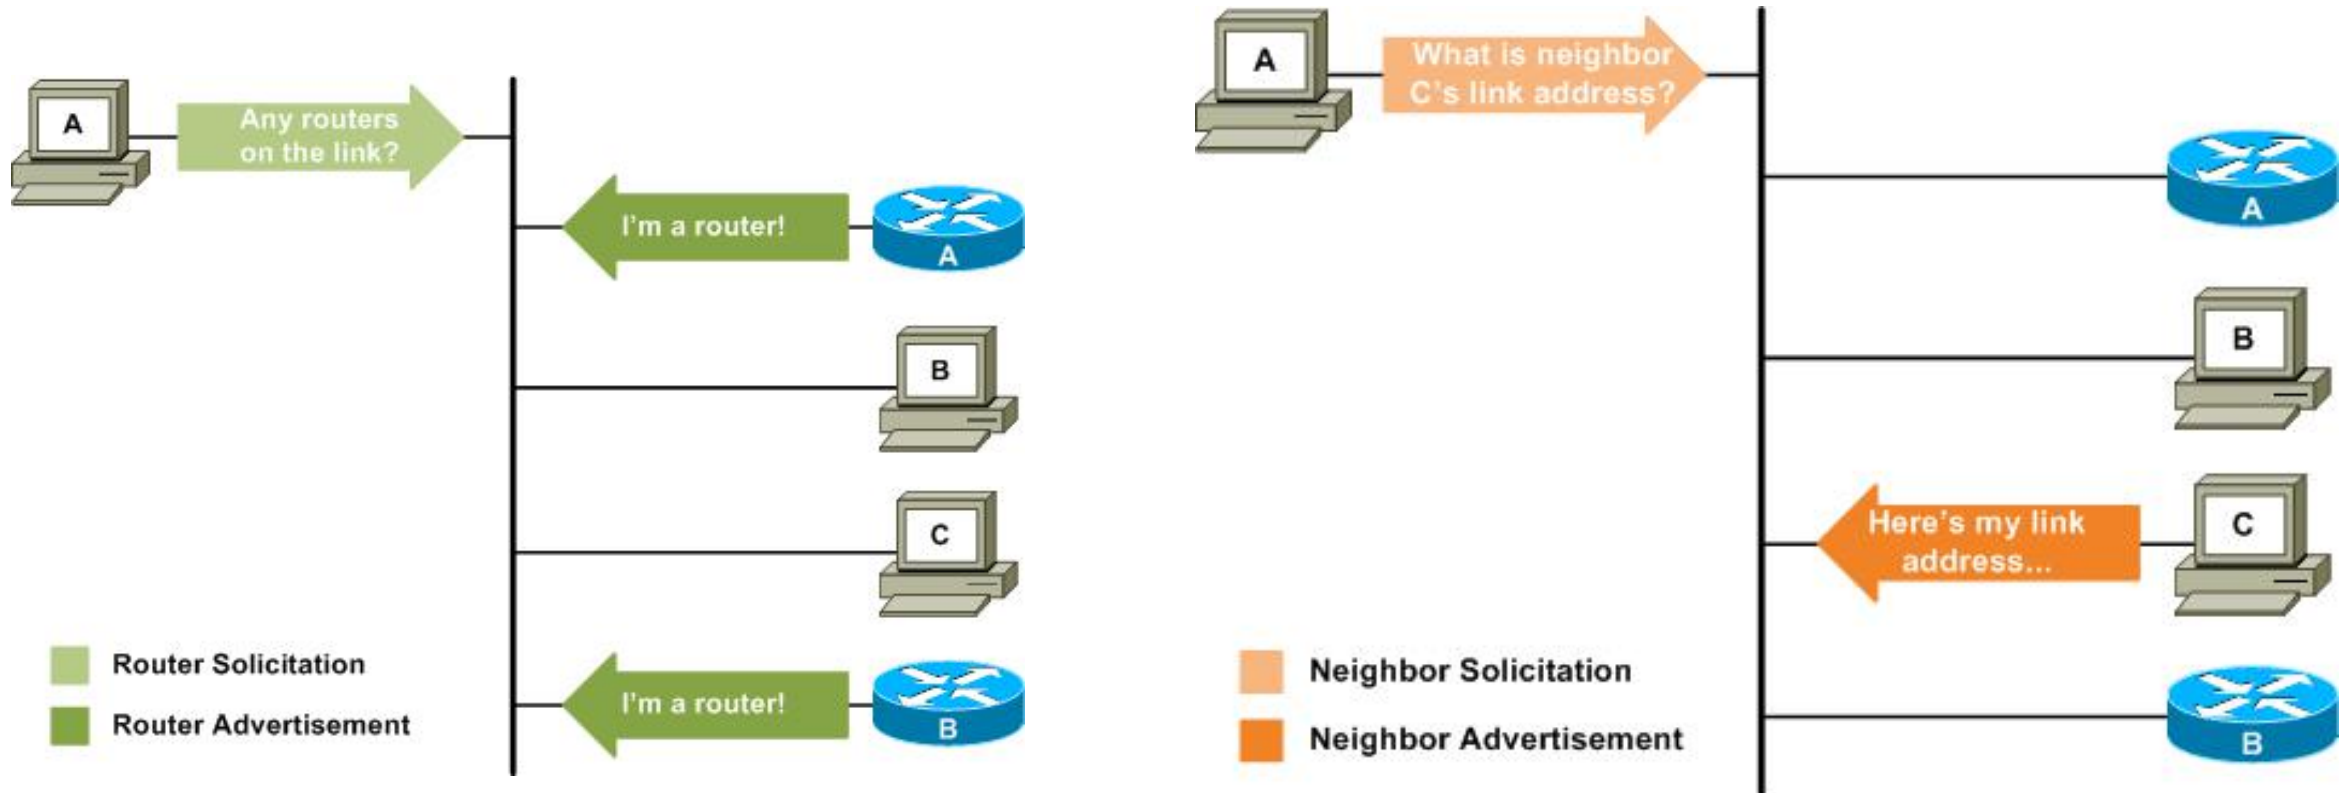 A
Any routers
on the link?
I'm a router!
A
B
C
I'm a router!
B
Router Solicitation
Router Advertisement
A
What is neighbor
C's link address?
A
B
Here's my link
address...
C
B
Neighbor Solicitation
Neighbor Advertisement